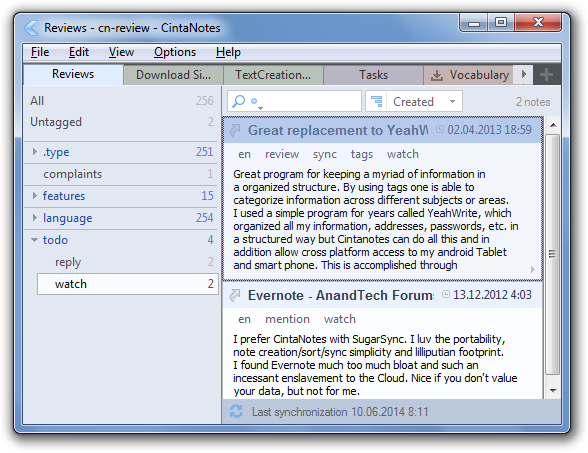 Reviews - cn-review - CintaNotes
File Edit View Options Help
Reviews Download Si... TextCreation... Tasks Vocabulary
All 256
Untagged 2
.type 251
complaints 1
features 15
language 254
todo 4
reply 2
watch 2
Created 2 notes
Great replacement to YeahW 02.04.2013 18:59
en review sync tags watch
Great program for keeping a myriad of information in
a organized structure. By using tags one is able to
categorize information across different subjects or areas.
I used a simple program for years called YeahWrite, which
organized all my information, addresses, passwords, etc. in
a structured way but Cintanotes can do all this and in
addition allow cross platform access to my android Tablet
and smart phone. This is accomplished through
Evernote - AnandTech Forums 13.12.2012 4:03
en mention watch
I prefer CintaNotes with SugarSync. I luv the portability,
note creation/sort/sync simplicity and lilliputian footprint.
I found Evernote much too much bloat and such an
incessant enslavement to the Cloud. Nice if you don't value
your data, but not for me.
Last synchronization 10.06.2014 8:11